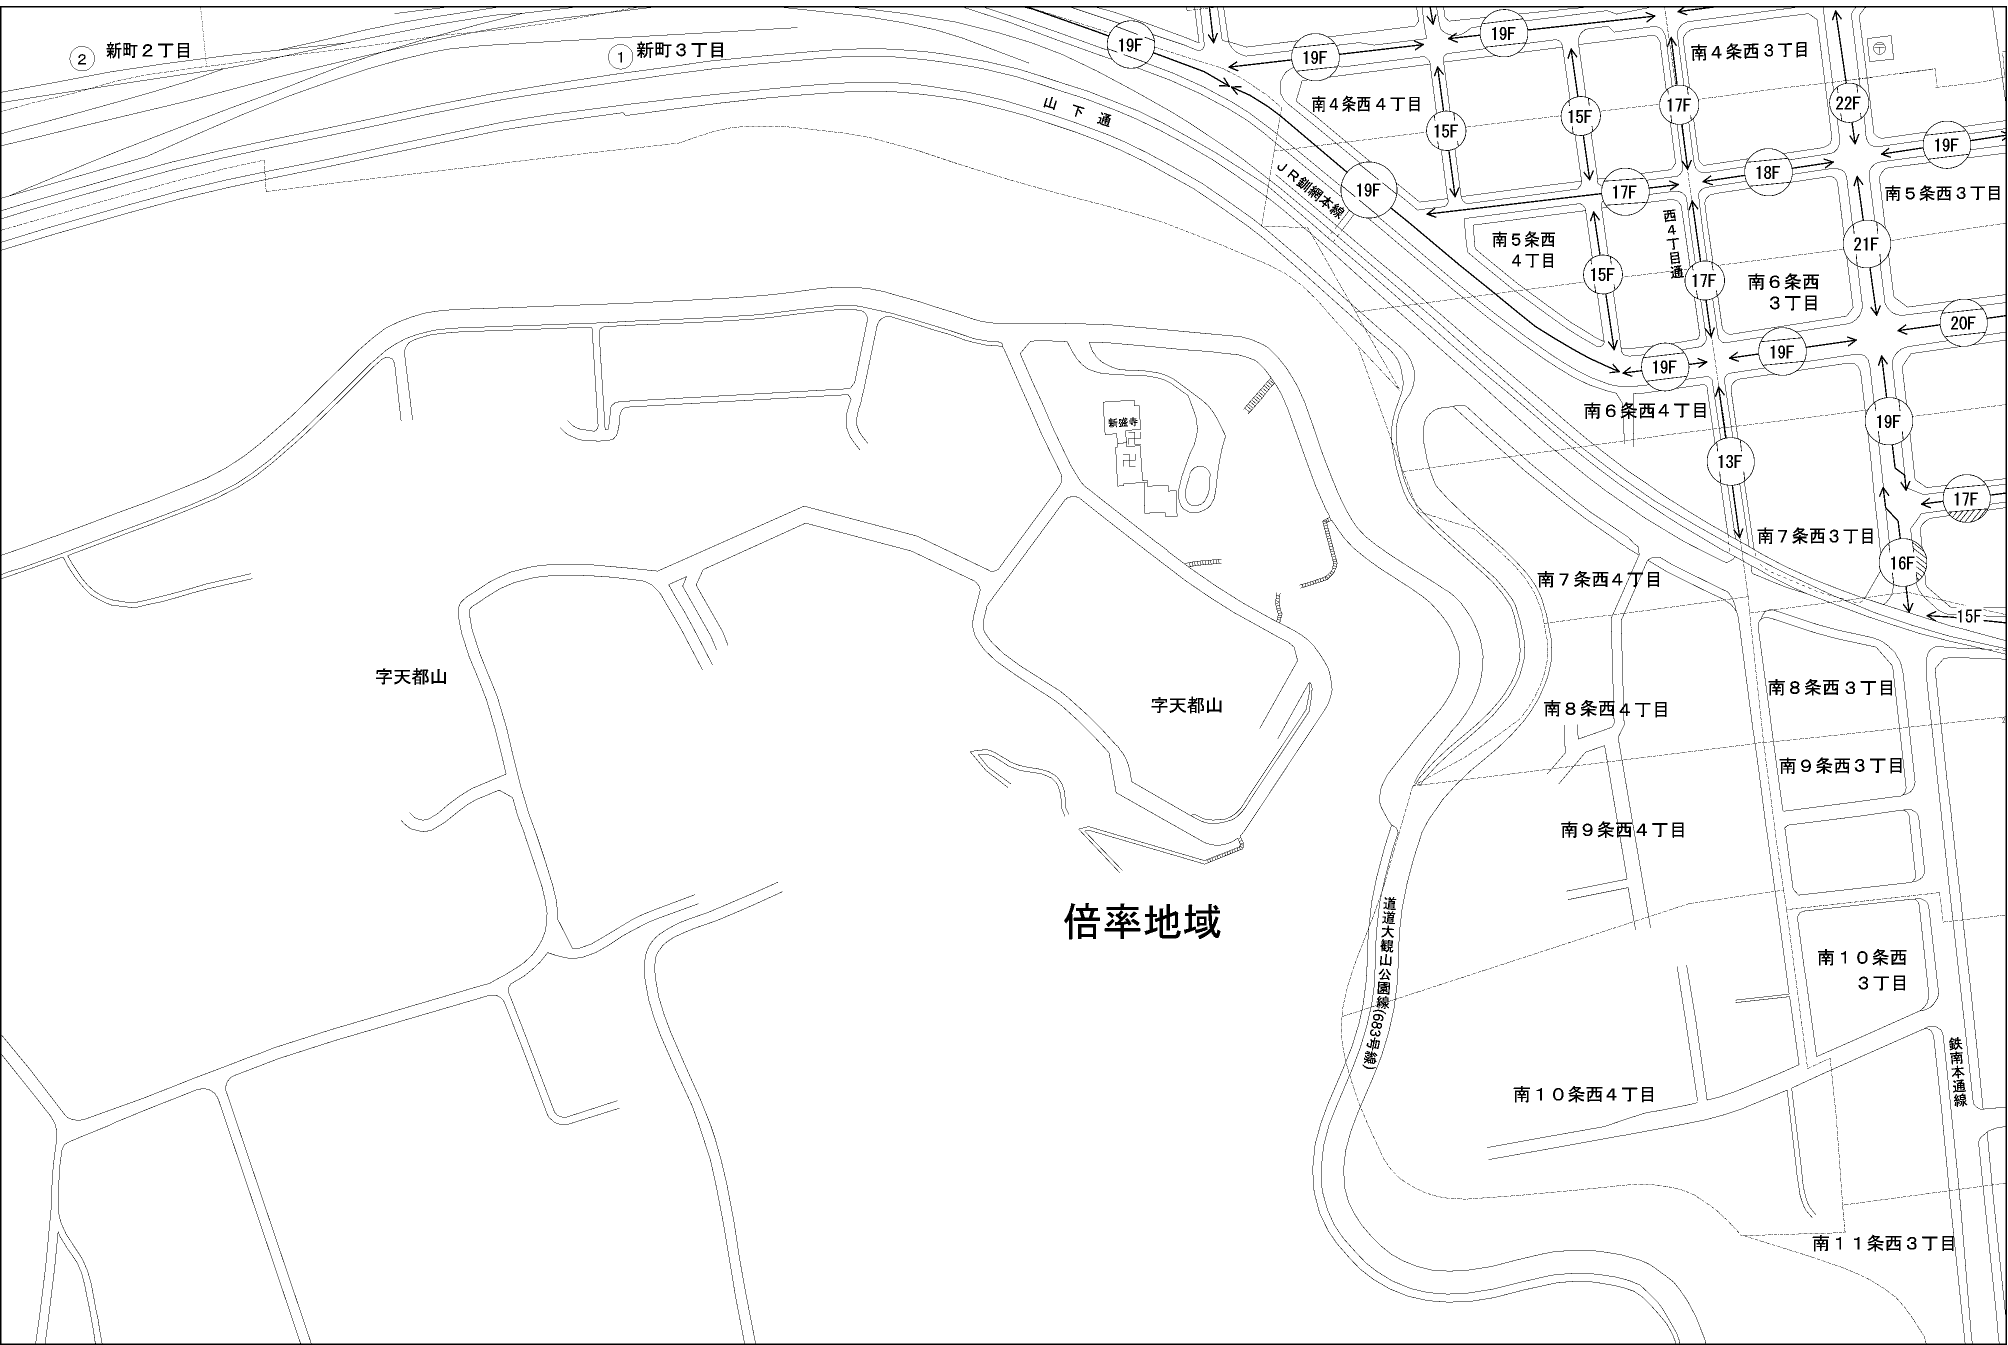 ② 新町２丁目
① 新町３丁目
19F
19F
19F
南４条西３丁目
〒
山下通
南４条西４丁目
15F
15F
17F
22F
19F
ＪＲ釧網本線
19F
17F
18F
南５条西３丁目
西４丁目通
南５条西
４丁目
15F
17F
21F
南６条西
３丁目
20F
19F
19F
南６条西４丁目
19F
新盛寺
卍
13F
17F
南７条西３丁目
16F
南７条西４丁目
15F
字天都山
字天都山
南８条西３丁目
南８条西４丁目
南９条西３丁目
南９条西４丁目
倍率地域
道道大観山公園線(683号線)
南１０条西
３丁目
鉄南本通線
南１０条西４丁目
南１１条西３丁目